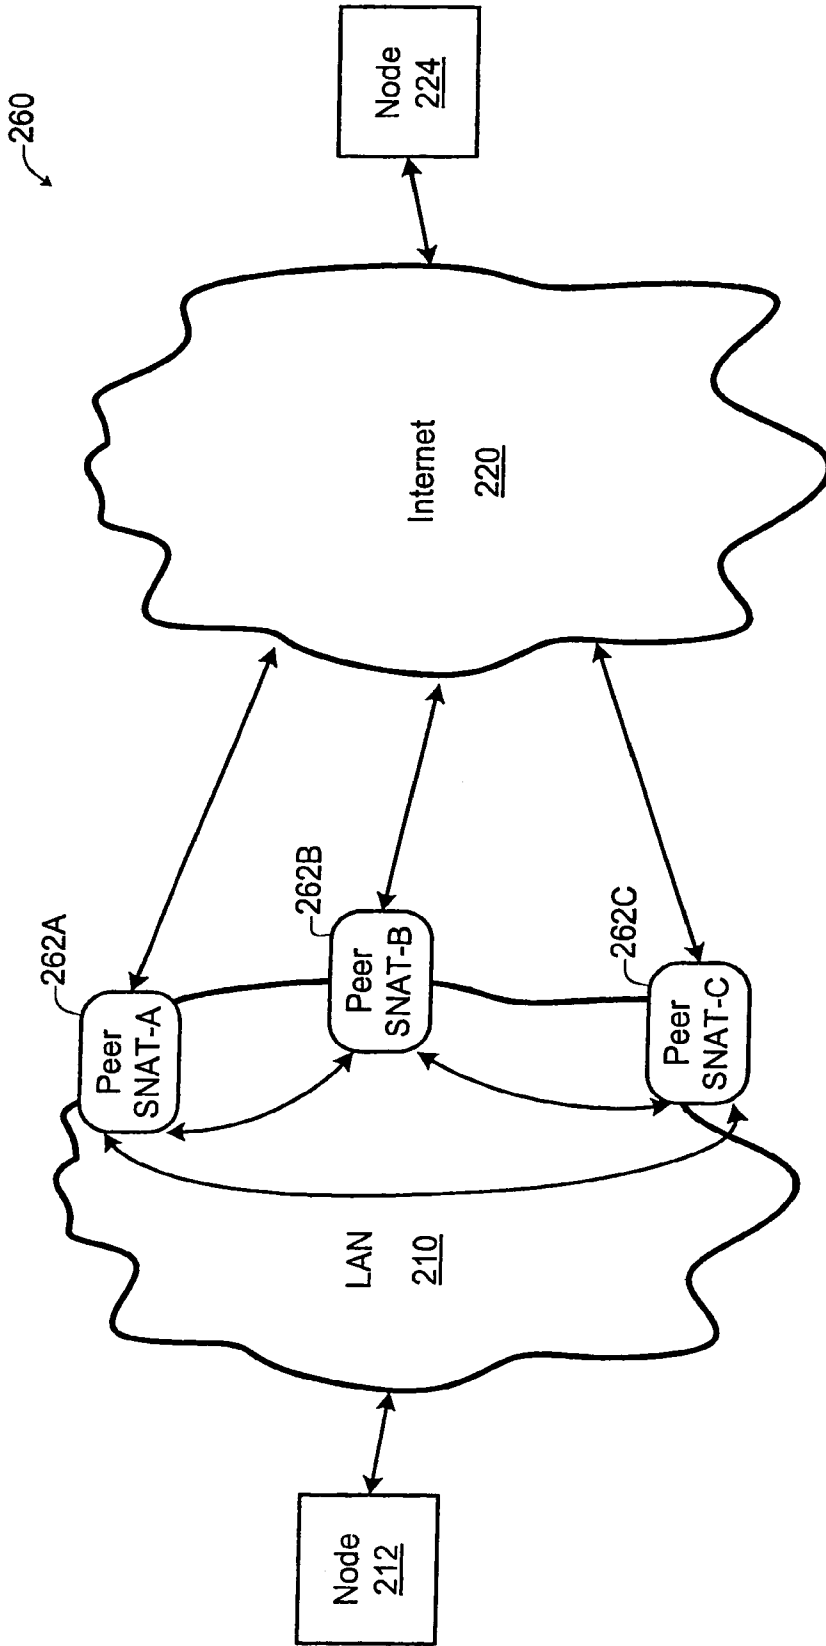 260
Node
212
LAN
210
262A
Peer
SNAT-A
262B
Peer
SNAT-B
262C
Peer
SNAT-C
Internet
220
Node
224